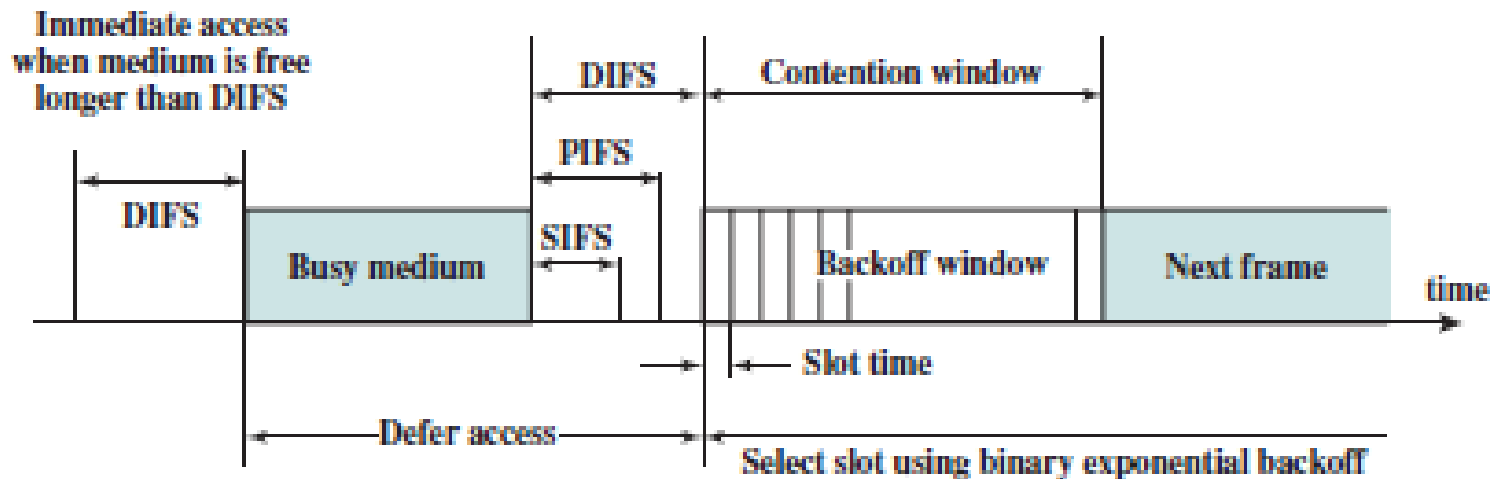 Immediate access
when medium is free
longer than DIFS
DIFS
Contention window
PIFS
DIFS
SIFS
Busy medium
Backoff window
Next frame
time
Slot time
Defer access
Select slot using binary exponential backoff